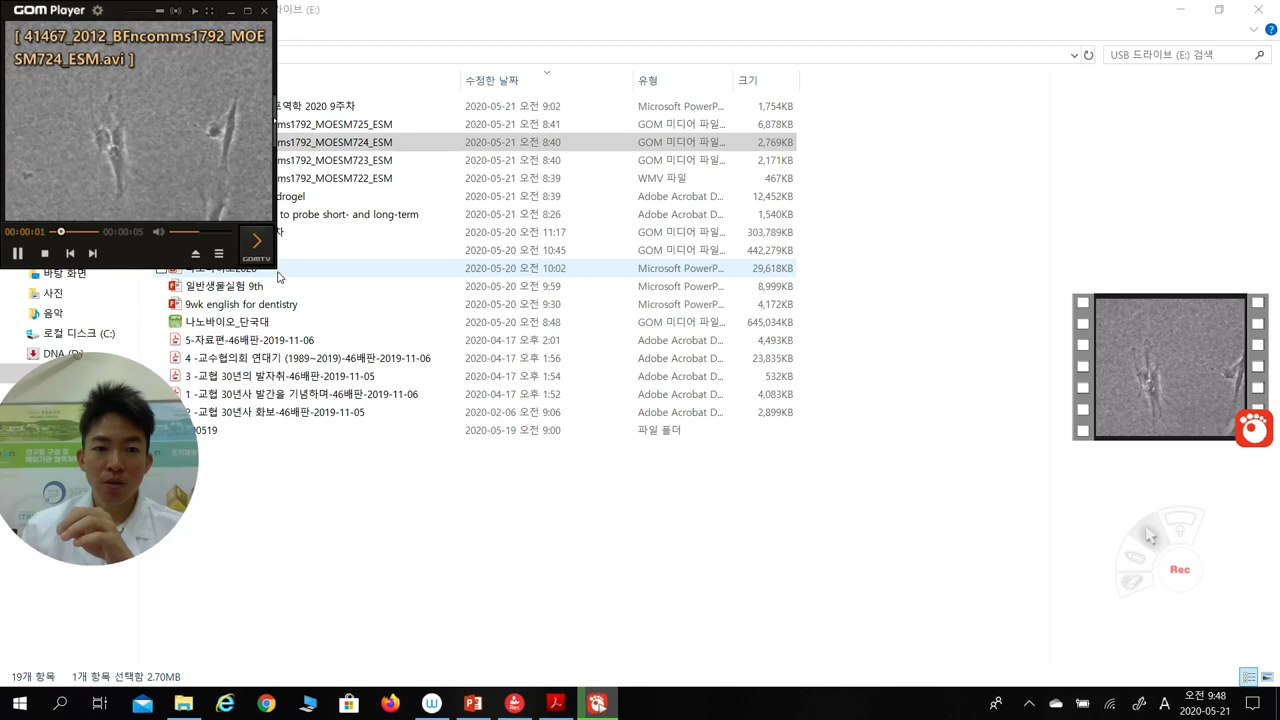 GOM Player
라이브 (E:)
[ 41467_2012_BFncomms1792_MOE
SM724_ESM.avi ]
USB 드라이브 (E:) 검색
수정한 날짜 유형 크기
역학 2020 9주차 2020-05-21 오전 9:02 Microsoft PowerP... 1,754KB
ms1792_MOESM725_ESM 2020-05-21 오전 8:41 GOM 미디어 파일... 6,878KB
ms1792_MOESM724_ESM 2020-05-21 오전 8:40 GOM 미디어 파일... 2,769KB
ms1792_MOESM723_ESM 2020-05-21 오전 8:40 GOM 미디어 파일... 2,171KB
ms1792_MOESM722_ESM 2020-05-21 오전 8:39 WMV 파일 467KB
drogel 2020-05-21 오전 8:39 Adobe Acrobat D... 12,452KB
to probe short- and long-term 2020-05-21 오전 8:26 Adobe Acrobat D... 1,540KB
차 2020-05-20 오전 11:17 GOM 미디어 파일... 303,789KB
2020-05-20 오전 10:45 GOM 미디어 파일... 442,279KB
2020-05-20 오전 10:02 Microsoft PowerP... 29,618KB
00:00:01 00:00:05
GOMTV
바탕 화면
일반생물실험 9th 2020-05-20 오전 9:59 Microsoft PowerP... 8,999KB
사진
9wk english for dentistry 2020-05-20 오전 9:30 Microsoft PowerP... 4,172KB
음악
나노바이오_단국대 2020-05-20 오전 8:48 GOM 미디어 파일... 645,034KB
로컬 디스크 (C:)
5-자료편-46배판-2019-11-06 2020-04-17 오후 2:01 Adobe Acrobat D... 4,493KB
DNA (D:)
4 -교수협의회 연대기 (1989~2019)-46배판-2019-11-06 2020-04-17 오후 1:56 Adobe Acrobat D... 23,835KB
3 -교협 30년의 발자취-46배판-2019-11-05 2020-04-17 오후 1:54 Adobe Acrobat D... 532KB
1 -교협 30년사 발간을 기념하며-46배판-2019-11-06 2020-04-17 오후 1:52 Adobe Acrobat D... 4,083KB
2 -교협 30년사 화보-46배판-2019-11-05 2020-02-06 오전 9:06 Adobe Acrobat D... 2,899KB
00519 2020-05-19 오전 9:00 파일 폴더
Rec
19개 항목 1개 항목 선택함 2.70MB
A
오전 9:48
2020-05-21